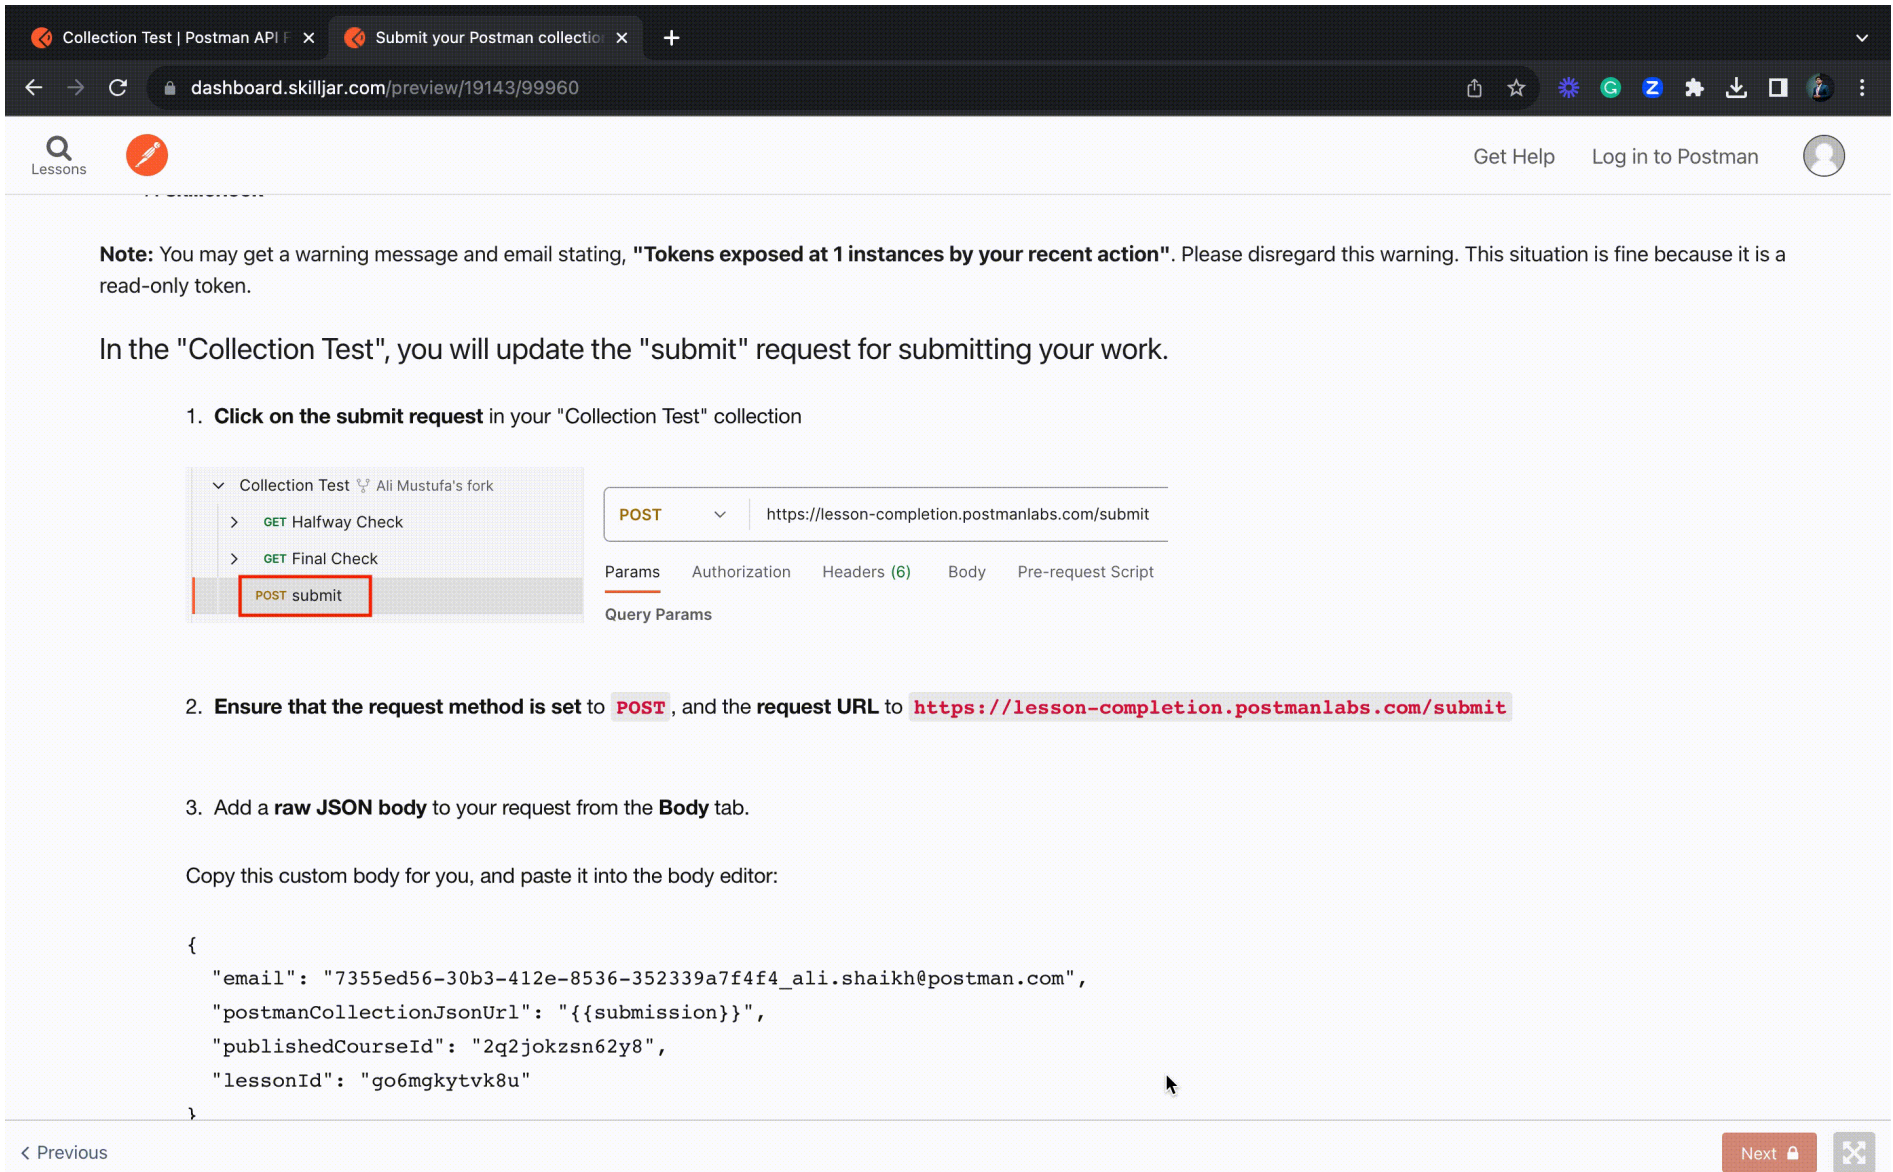 Collection Test | Postman API F
Submit your Postman collectio
dashboard.skilljar.com/preview/19143/99960
Lessons
Get Help
Log in to Postman
Note: You may get a warning message and email stating, "Tokens exposed at 1 instances by your recent action". Please disregard this warning. This situation is fine because it is a
read-only token.
In the "Collection Test", you will update the "submit" request for submitting your work.
1. Click on the submit request in your "Collection Test" collection
Collection Test Ali Mustufa's fork
GET Halfway Check
GET Final Check
POST submit
POST https://lesson-completion.postmanlabs.com/submit
Params Authorization Headers (6) Body Pre-request Script
Query Params
2. Ensure that the request method is set to POST, and the request URL to https://lesson-completion.postmanlabs.com/submit
3. Add a raw JSON body to your request from the Body tab.
Copy this custom body for you, and paste it into the body editor:
{
"email": "7355ed56-30b3-412e-8536-352339a7f4f4_ali.shaikh@postman.com",
"postmanCollectionJsonUrl": "{{submission}}",
"publishedCourseId": "2q2jokzsn62y8",
"lessonId": "go6mgkytvk8u"
}
Previous
Next